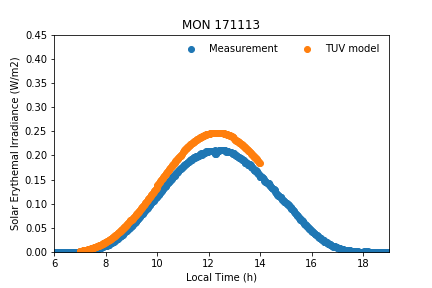 MON 171113
Measurement
TUV model
Solar Erythemal Irradiance (W/m2)
0.45
0.40
0.35
0.30
0.25
0.20
0.15
0.10
0.05
0.00
6 8 10 12 14 16 18
Local Time (h)